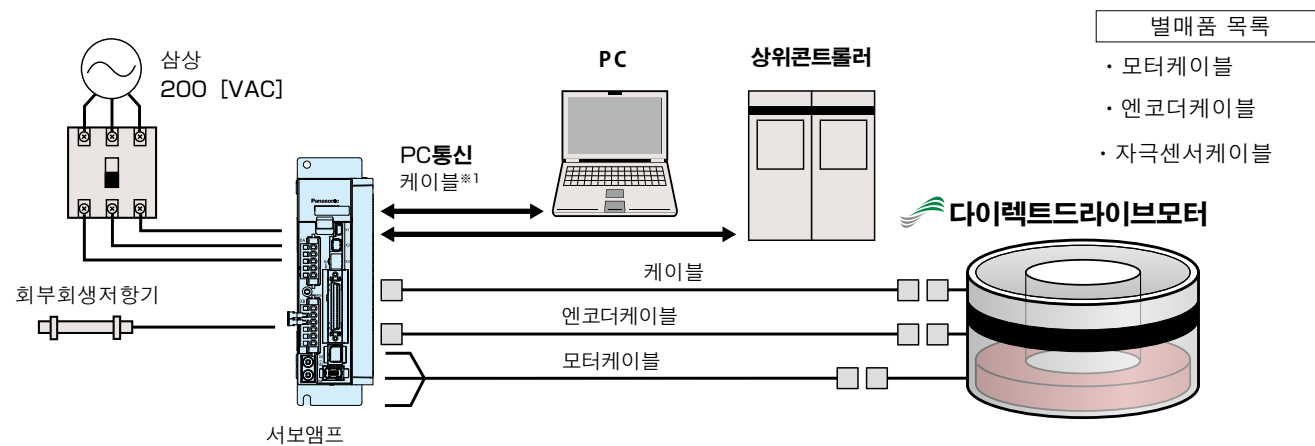 삼상
200 [VAC]
PC
상위콘트롤러
별매품 목록
・모터케이블
・엔코더케이블
・자극센서케이블
PC통신
케이블※1
Panasonic
다이렉트드라이브모터
회부회생저항기
케이블
엔코더케이블
모터케이블
서보앰프